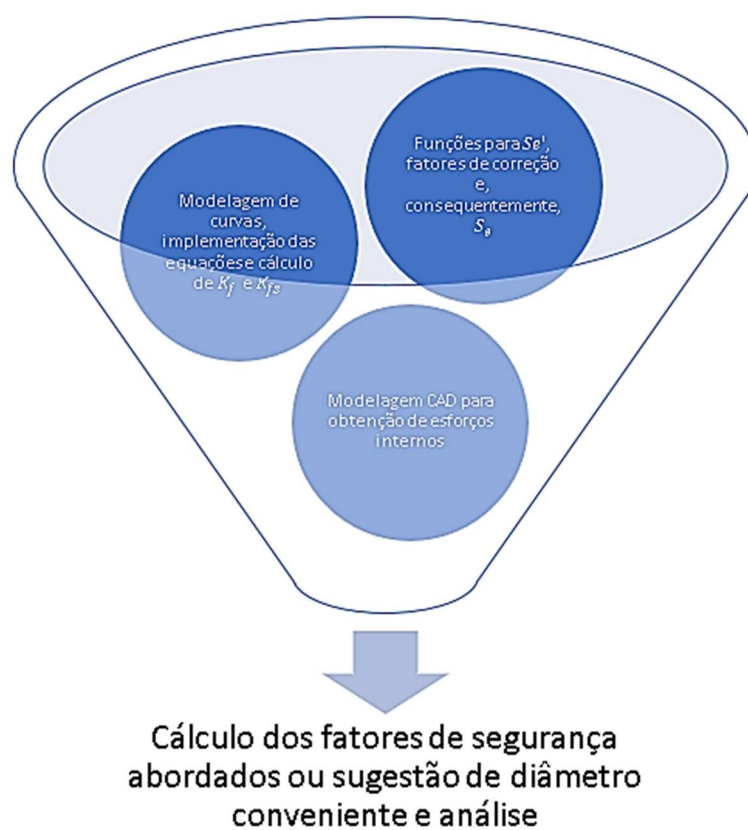 Funções para Se',
fatores de correção
e,
consequentemente,
Se
Modelagem de
curvas,
implementação das
equaçõese cálculo
de Kf e Kfs
Modelagem CAD para
obtenção de esforços
internos
Cálculo dos fatores de segurança
abordados ou sugestão de diâmetro
conveniente e análise